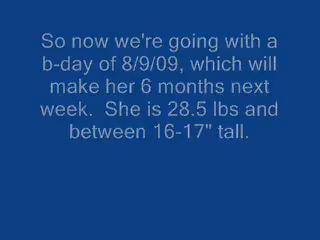 So now we're going with a
b-day of 8/9/09, which will
make her 6 months next
week.  She is 28.5 lbs and
between 16-17" tall.